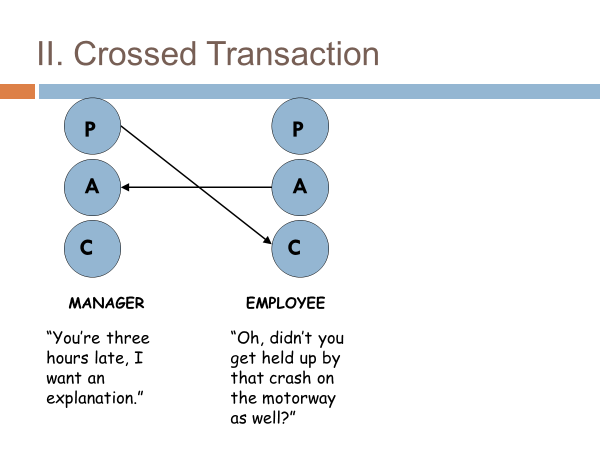 II. Crossed Transaction
P P
A A
C C
MANAGER EMPLOYEE
“You’re three
hours late, I
want an
explanation.”
“Oh, didn’t you
get held up by
that crash on
the motorway
as well?”